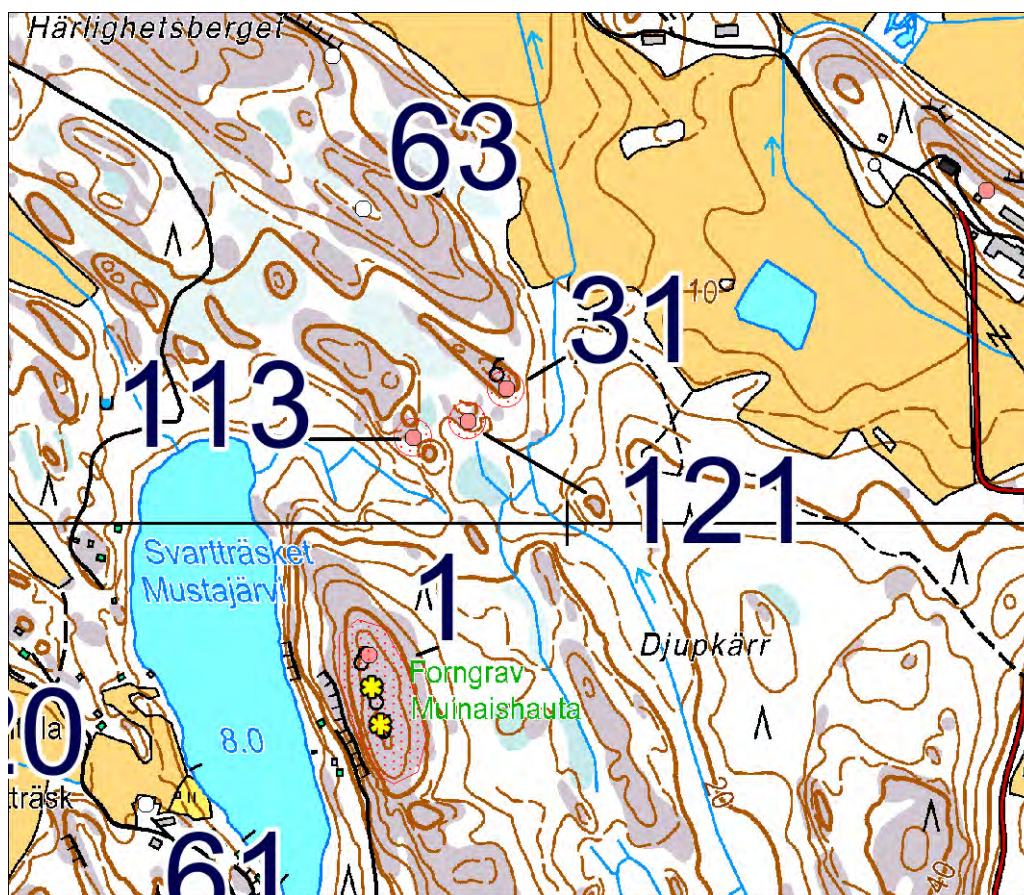 Härlighetsberget
63
31
10
113
121
Svartträsket
Mustajärvi
1
Djupkärr
Forngrav
Muinaishauta
la
20
8.0
träsk
20
61
40